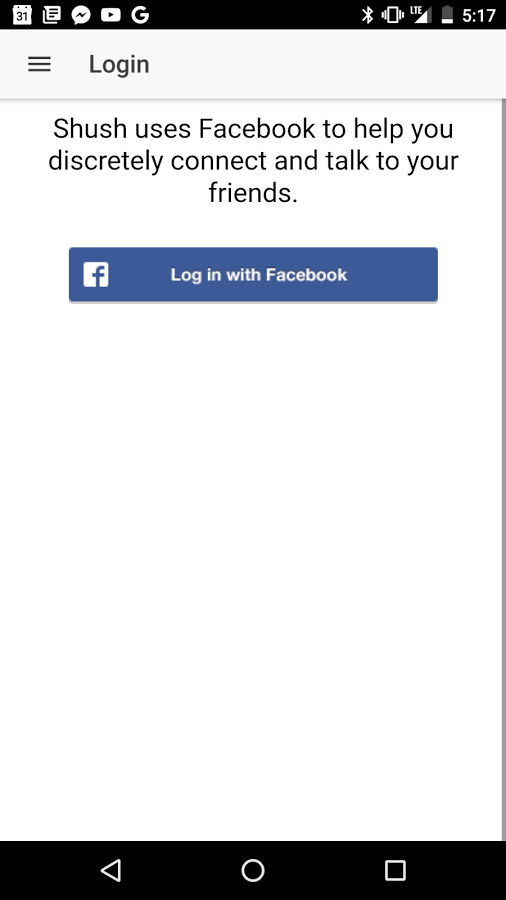 31 LTE 5:17
Login
Shush uses Facebook to help you
discretely connect and talk to your
friends.
Log in with Facebook